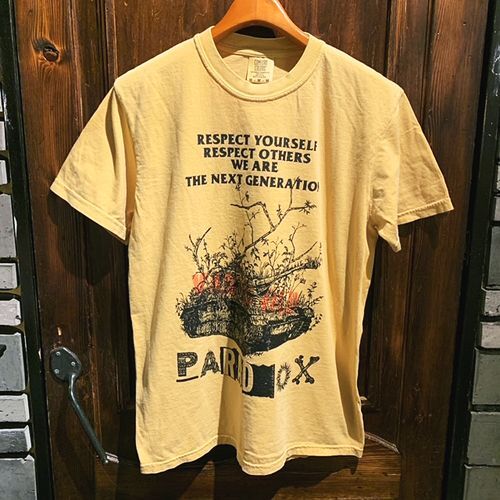 RESPECT YOURSELF
RESPECT OTHERS
WE ARE
THE NEXT GENERATION
PARADOX